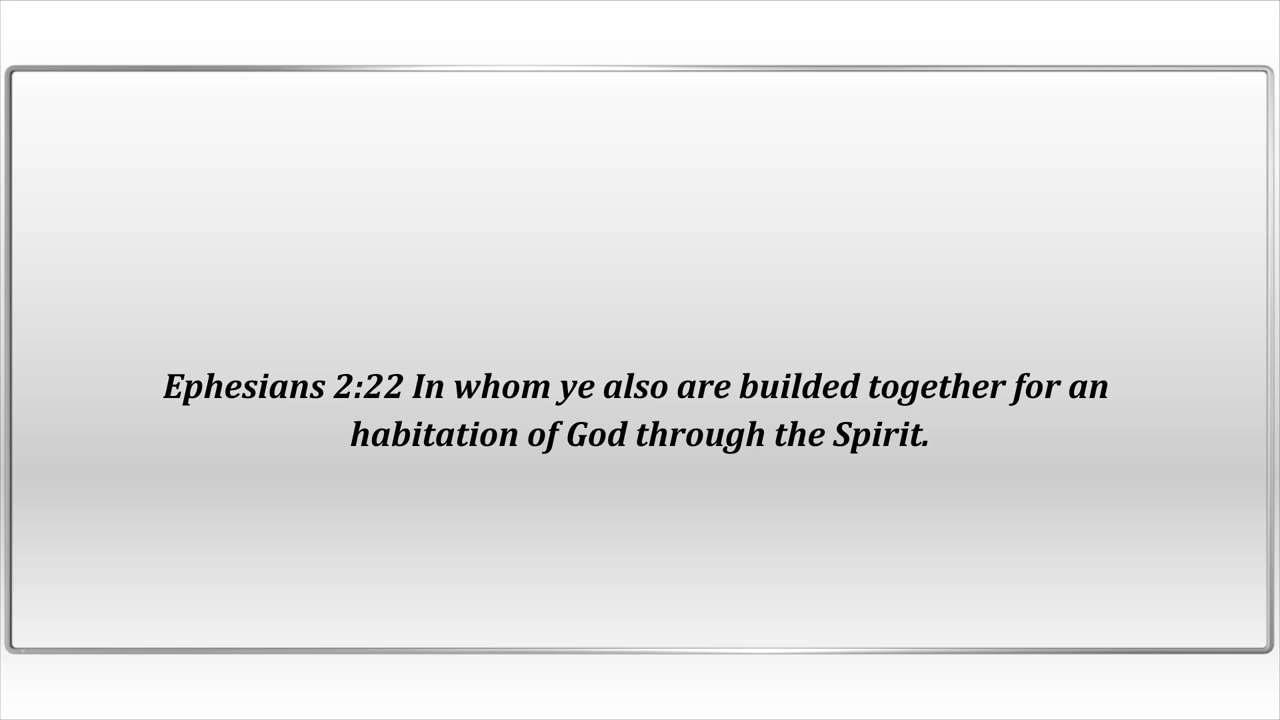 Ephesians 2:22 In whom ye also are builded together for an
habitation of God through the Spirit.